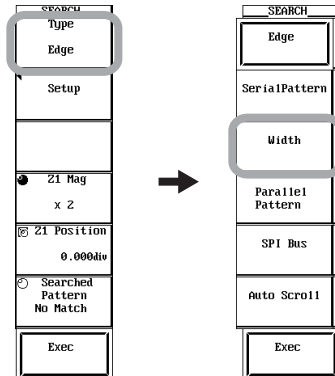 SEARCH
Type
Edge
Setup
Z1 Mag
x 2
Z1 Position
0.000div
Searched
Pattern
No Match
Exec
SEARCH
Edge
SerialPattern
Width
Parallel
Pattern
SPI Bus
Auto Scroll
Exec